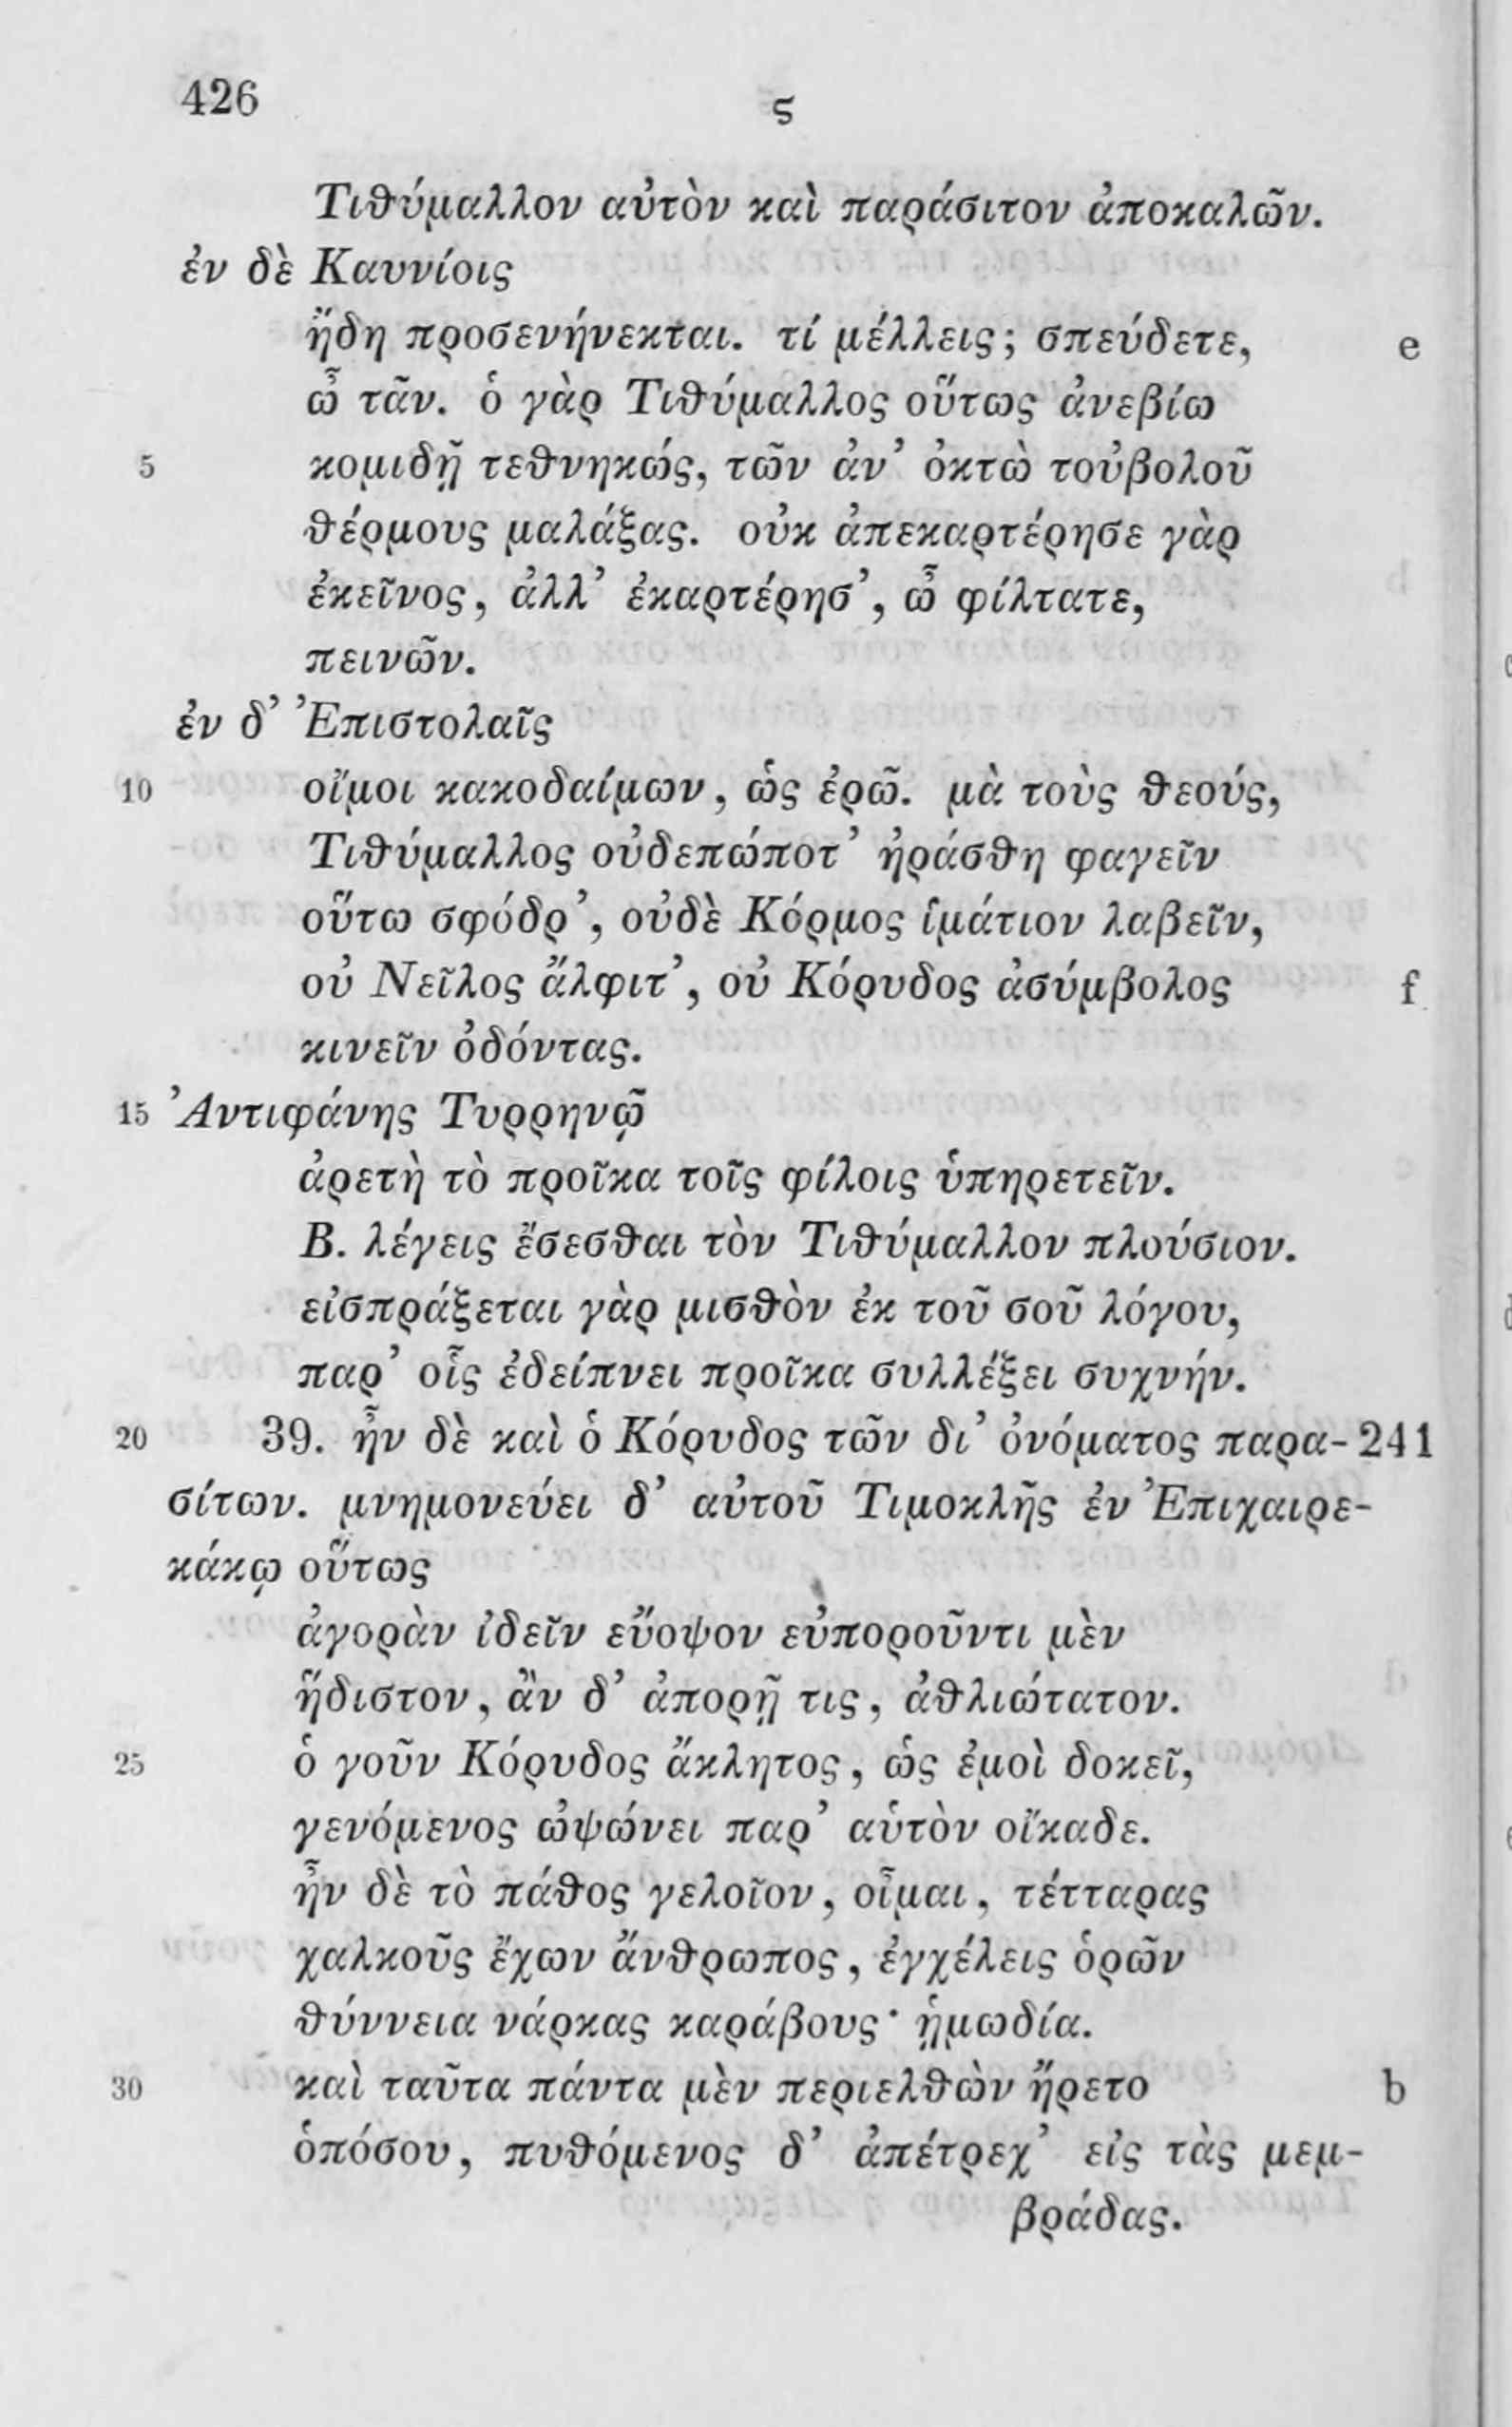 426 ς
Τιθύμαλλον αὐτὸν καὶ παράσιτον ἀποκαλῶν.
ἐν δὲ Καυνίοις
ἤδη προσενήνεκται. τί μέλλεις; σπεύδετε, e
ὦ τᾶν. ὁ γὰρ Τιθύμαλλος οὕτως ἀνεβίω
5 κομιδῇ τεθνηκώς, τῶν ἀν’ ὀκτὼ τοὐβολοῦ
θέρμους μαλάξας. οὐκ ἀπεκαρτέρησε γὰρ
ἐκεῖνος, ἀλλ’ ἐκαρτέρησ’, ὦ φίλτατε,
πεινῶν.
ἐν δ’ Ἐπιστολαῖς
10 οἴμοι κακοδαίμων, ὡς ἐρῶ. μὰ τοὺς θεούς,
Τιθύμαλλος οὐδεπώποτ’ ἠράσθη φαγεῖν
οὕτω σφόδρ’, οὐδὲ Κόρμος ἱμάτιον λαβεῖν,
οὐ Νεῖλος ἄλφιτ’, οὐ Κόρυδος ἀσύμβολος f
κινεῖν ὀδόντας.
15 Ἀντιφάνης Τυρρηνῷ
ἀρετὴ τὸ προῖκα τοῖς φίλοις ὑπηρετεῖν.
B. λέγεις ἔσεσθαι τὸν Τιθύμαλλον πλούσιον.
εἰσπράξεται γὰρ μισθὸν ἐκ τοῦ σοῦ λόγου,
παρ’ οἷς ἐδείπνει προῖκα συλλέξει συχνήν.
20 39. ἦν δὲ καὶ ὁ Κόρυδος τῶν δι’ ὀνόματος παρα- 241
σίτων. μνημονεύει δ’ αὐτοῦ Τιμοκλῆς ἐν Ἐπιχαιρε-
κάκῳ οὕτως
ἀγορὰν ἰδεῖν εὔοψον εὐποροῦντι μὲν
ἥδιστον, ἂν δ’ ἀπορῇ τις, ἀθλιώτατον.
25 ὁ γοῦν Κόρυδος ἄκλητος, ὡς ἐμοὶ δοκεῖ,
γενόμενος ὠψώνει παρ’ αὑτὸν οἴκαδε.
ἦν δὲ τὸ πάθος γελοῖον, οἶμαι, τέτταρας
χαλκοῦς ἔχων ἄνθρωπος, ἐγχέλεις ὁρῶν
θύννεια νάρκας καράβους· ᾑμωδία.
30 καὶ ταῦτα πάντα μὲν περιελθὼν ἤρετο b
ὁπόσου, πυθόμενος δ’ ἀπέτρεχ’ εἰς τὰς μεμ-
βράδας.